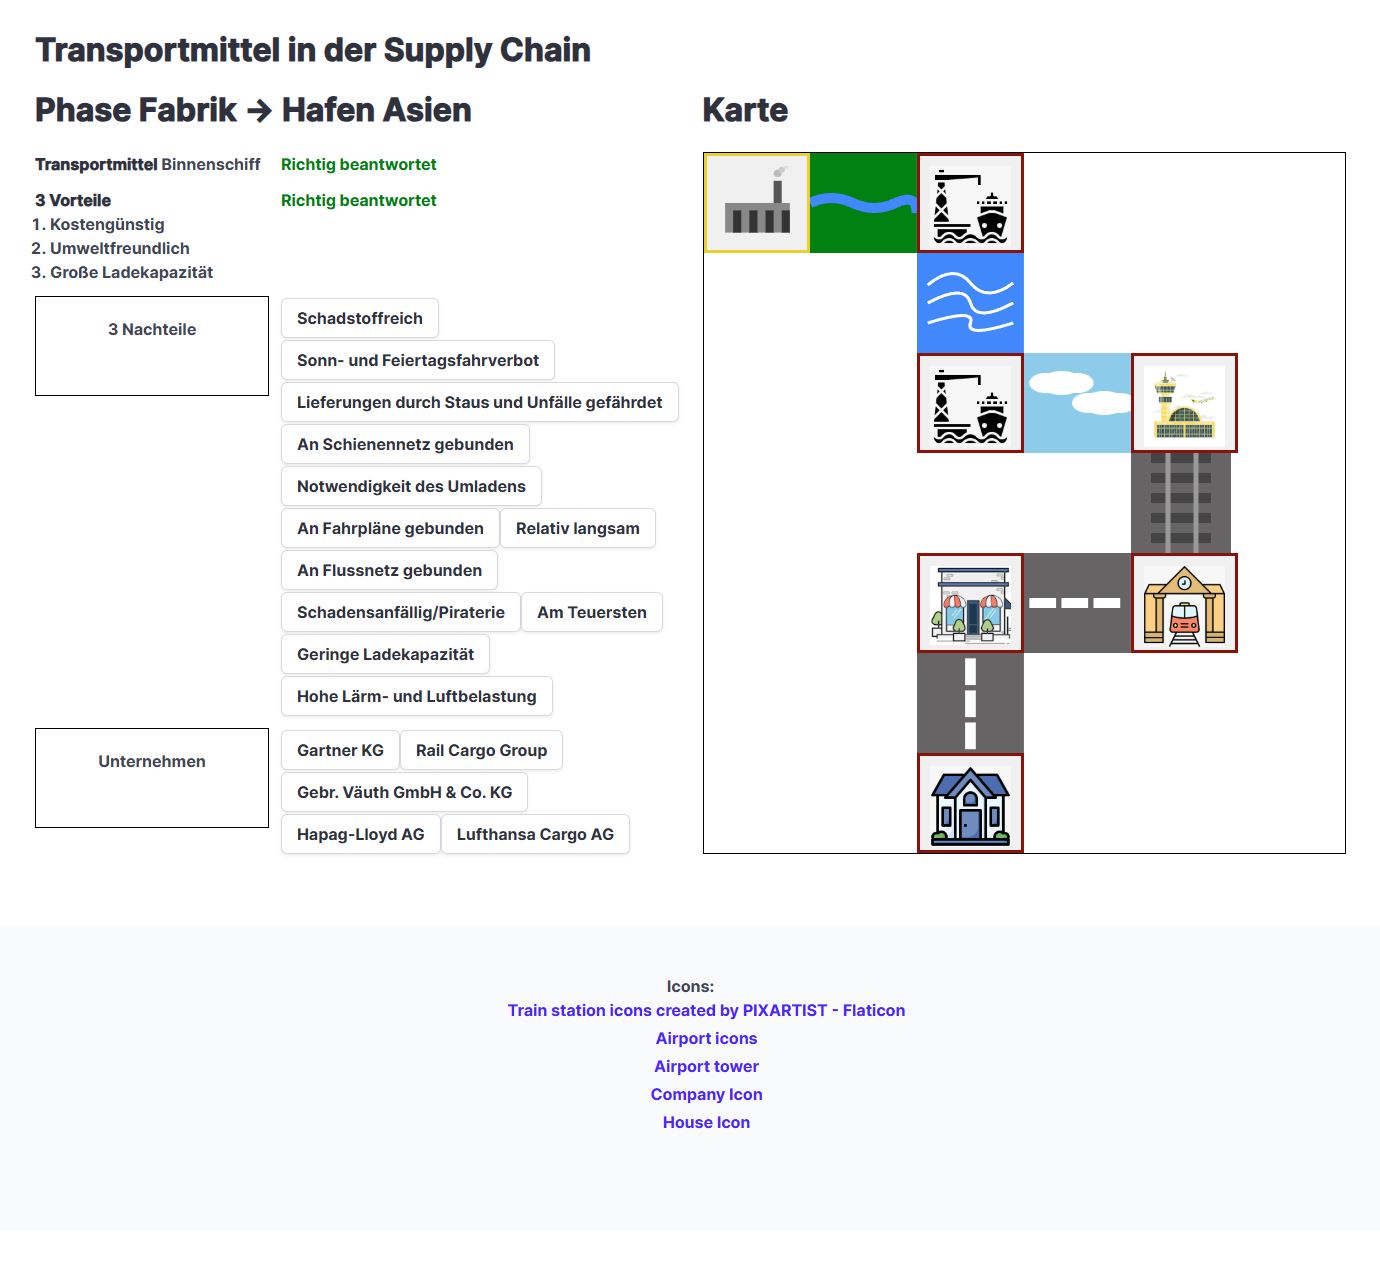 Transportmittel in der Supply Chain
Phase Fabrik → Hafen Asien
Transportmittel Binnenschiff Richtig beantwortet
3 Vorteile Richtig beantwortet
1. Kostengünstig
2. Umweltfreundlich
3. Große Ladekapazität
3 Nachteile
Schadstoffreich
Sonn- und Feiertagsfahrverbot
Lieferungen durch Staus und Unfälle gefährdet
An Schienennetz gebunden
Notwendigkeit des Umladens
An Fahrpläne gebunden Relativ langsam
An Flussnetz gebunden
Schadensanfällig/Piraterie Am Teuersten
Geringe Ladekapazität
Hohe Lärm- und Luftbelastung
Unternehmen
Gartner KG Rail Cargo Group
Gebr. Väuth GmbH & Co. KG
Hapag-Lloyd AG Lufthansa Cargo AG
Karte
Icons:
Train station icons created by PIXARTIST - Flaticon
Airport icons
Airport tower
Company Icon
House Icon